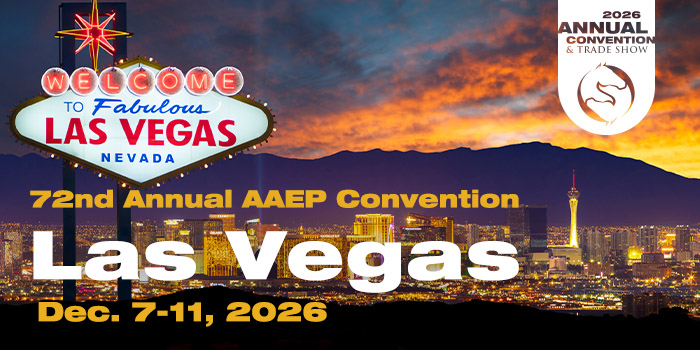 2026
ANNUAL
CONVENTION
& TRADE SHOW
WELCOME
TO Fabulous
LAS VEGAS
NEVADA
72nd Annual AAEP Convention
Las Vegas
Dec. 7-11, 2026